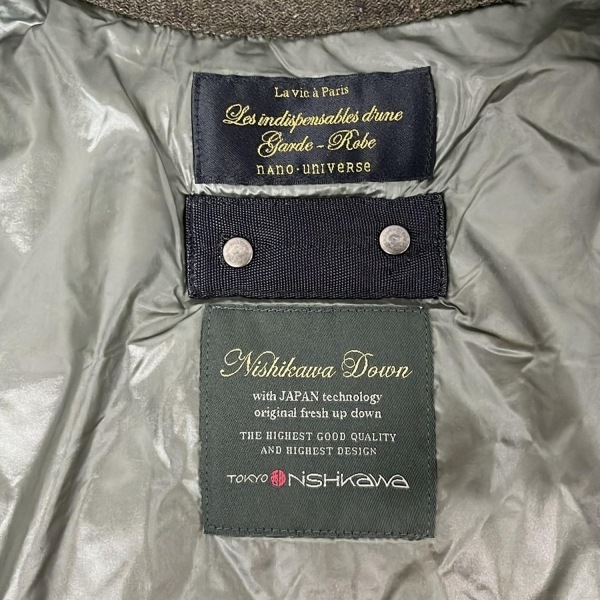 La vie à Paris
Les indispensables d'une
Garde - Robe
nano・universe
Nishikawa Down
with JAPAN technology
original fresh up down
THE HIGHEST GOOD QUALITY
AND HIGHEST DESIGN
TOKYO NiSHiKaWa